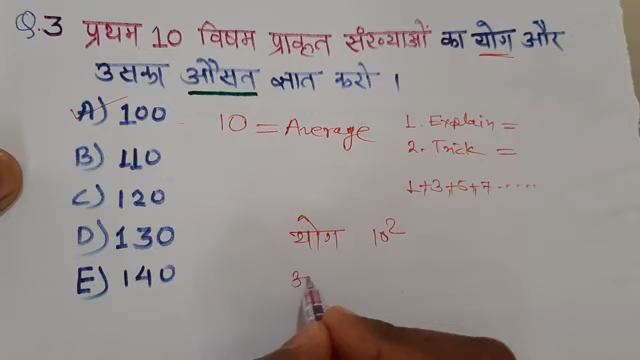 Q.3 प्रथम 10 विषम प्राकृत संख्याओं का योग और
उसका औसत ज्ञात करो ।
A) 100
B) 110
C) 120
D) 130
E) 140
10 = Average
1. Explain =
2. Trick =
1+3+5+7.....
योग 10²